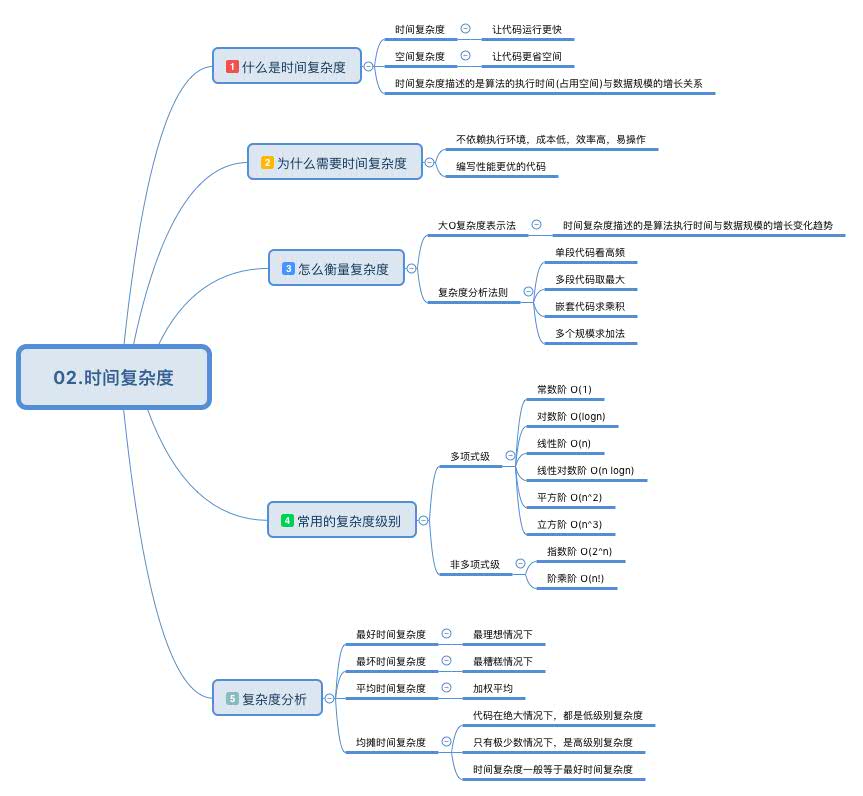 02.时间复杂度
1 什么是时间复杂度
时间复杂度
让代码运行更快
空间复杂度
让代码更省空间
时间复杂度描述的是算法的执行时间(占用空间)与数据规模的增长关系
2 为什么需要时间复杂度
不依赖执行环境，成本低，效率高，易操作
编写性能更优的代码
3 怎么衡量复杂度
大O复杂度表示法
时间复杂度描述的是算法执行时间与数据规模的增长变化趋势
复杂度分析法则
单段代码看高频
多段代码取最大
嵌套代码求乘积
多个规模求加法
4 常用的复杂度级别
多项式级
常数阶 O(1)
对数阶 O(logn)
线性阶 O(n)
线性对数阶 O(n logn)
平方阶 O(n^2)
立方阶 O(n^3)
非多项式级
指数阶 O(2^n)
阶乘阶 O(n!)
5 复杂度分析
最好时间复杂度
最理想情况下
最坏时间复杂度
最糟糕情况下
平均时间复杂度
加权平均
均摊时间复杂度
代码在绝大情况下，都是低级别复杂度
只有极少数情况下，是高级别复杂度
时间复杂度一般等于最好时间复杂度